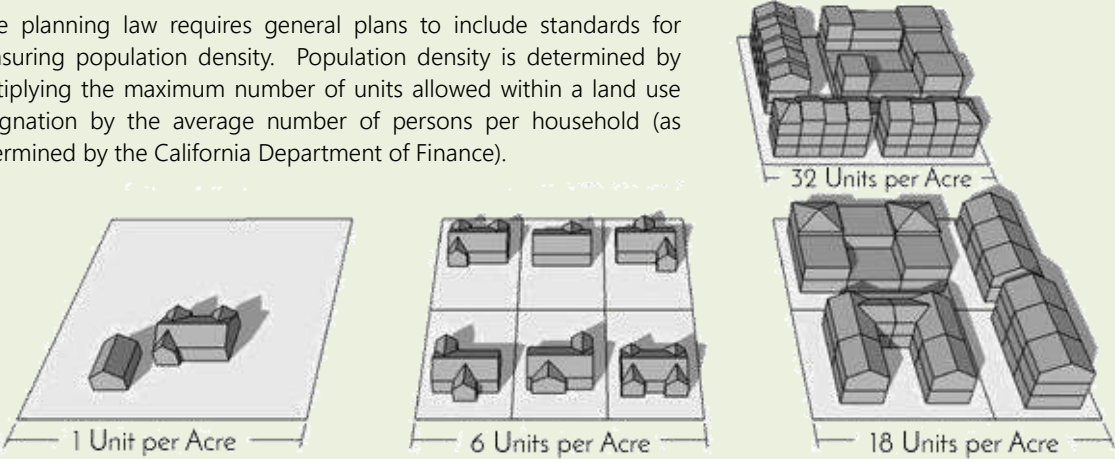 e planning law requires general plans to include standards for
suring population density. Population density is determined by
tiplying the maximum number of units allowed within a land use
gnation by the average number of persons per household (as
ermined by the California Department of Finance).
32 Units per Acre
1 Unit per Acre
6 Units per Acre
18 Units per Acre